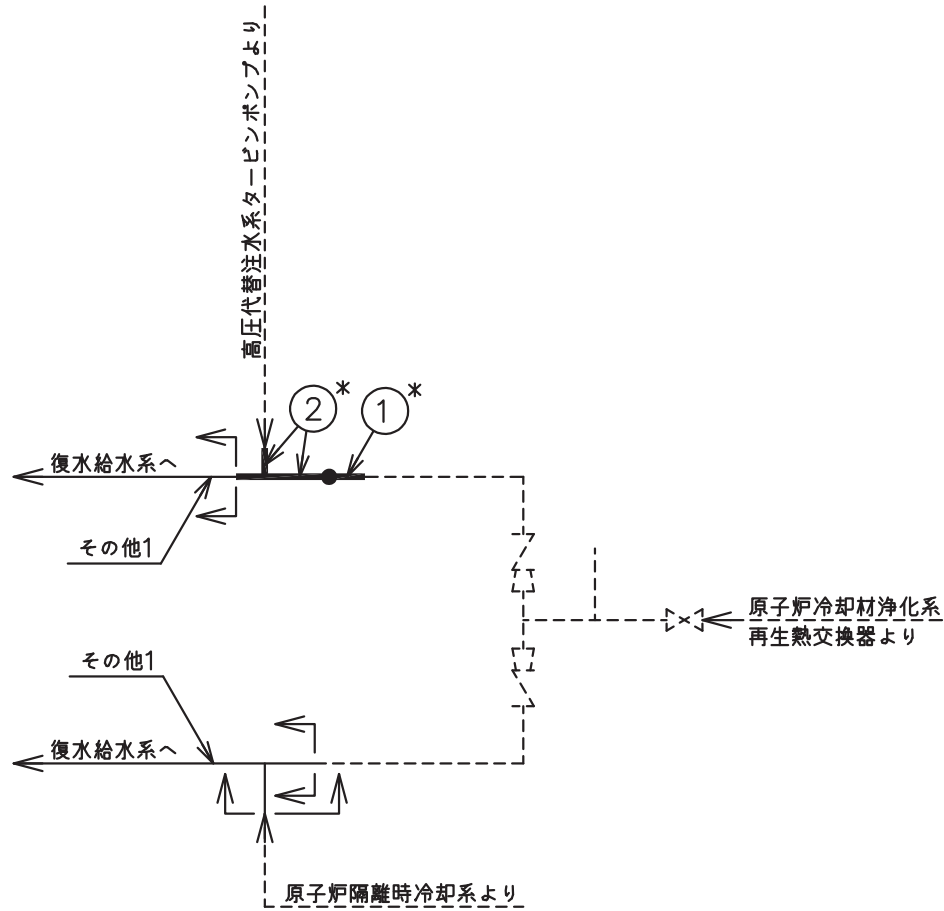 高圧代替注水系タービンポンプより
2*
1*
復水給水系へ
その他1
原子炉冷却材浄化系
再生熱交換器より
その他1
復水給水系へ
原子炉隔離時冷却系より